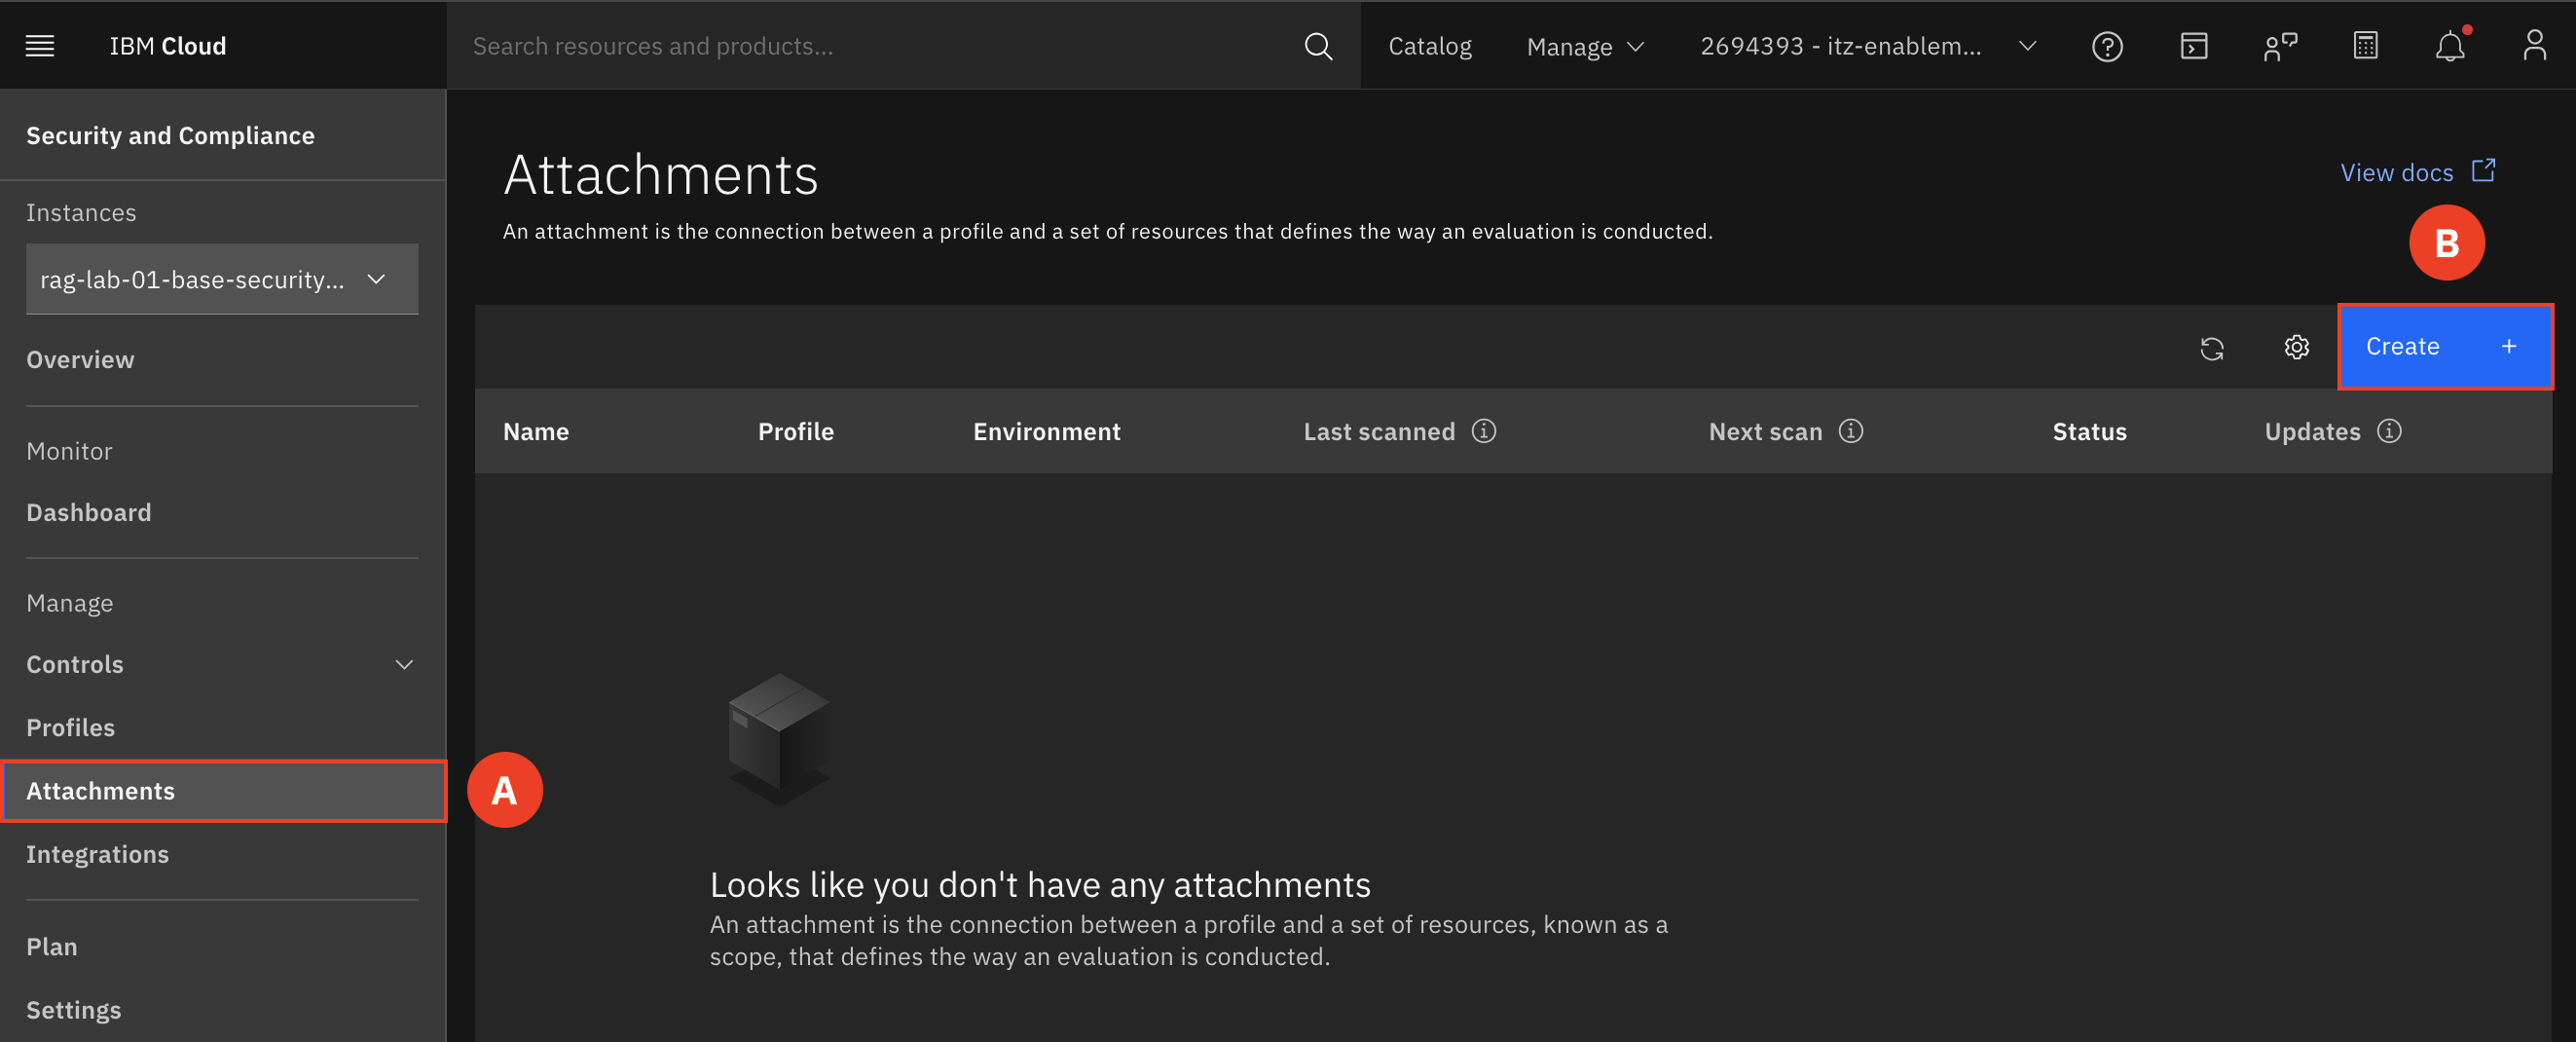 IBM Cloud
Search resources and products...
Catalog
Manage
2694393 - itz-enablem...
Security and Compliance
Instances
rag-lab-01-base-security...
Overview
Monitor
Dashboard
Manage
Controls
Profiles
Attachments
A
Integrations
Plan
Settings
Attachments
View docs
An attachment is the connection between a profile and a set of resources that defines the way an evaluation is conducted.
B
Create +
Name Profile Environment Last scanned Next scan Status Updates
Looks like you don't have any attachments
An attachment is the connection between a profile and a set of resources, known as a
scope, that defines the way an evaluation is conducted.